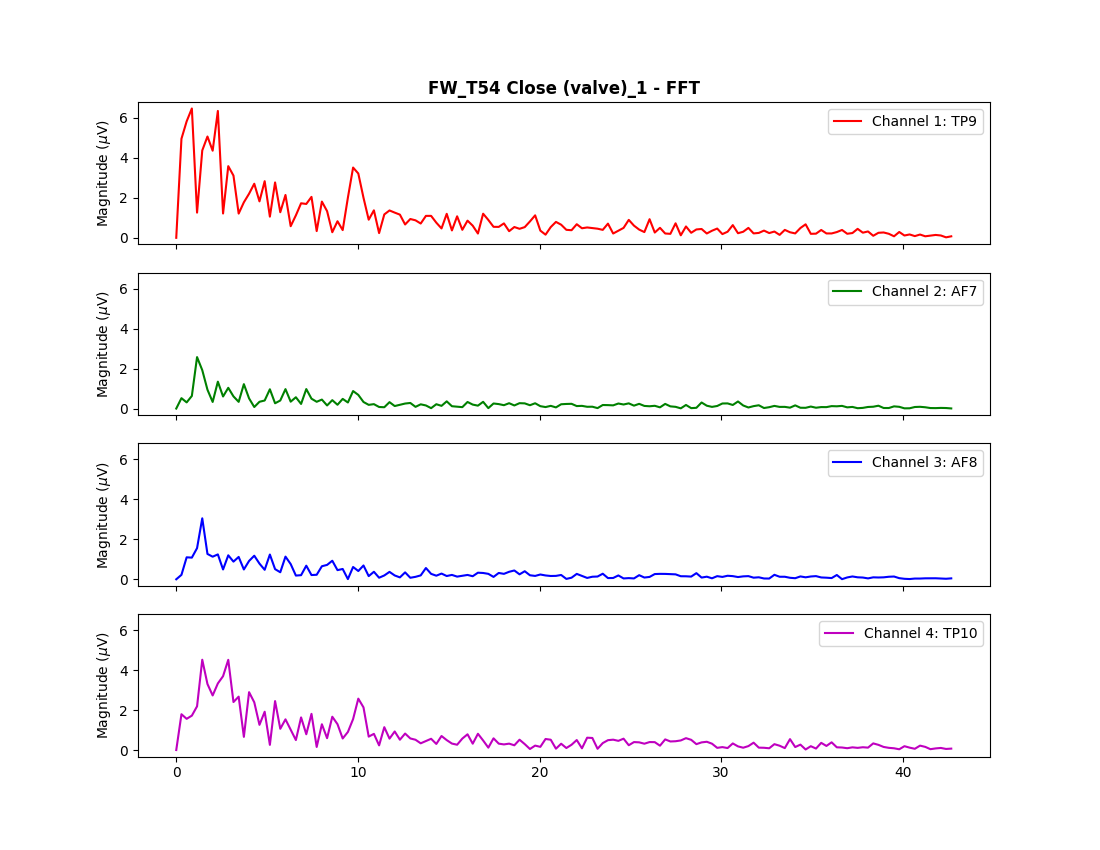 FW_T54 Close (valve)_1 - FFT
Magnitude (μV)
6
4
2
0
Channel 1: TP9
Magnitude (μV)
6
4
2
0
Channel 2: AF7
Magnitude (μV)
6
4
2
0
Channel 3: AF8
Magnitude (μV)
6
4
2
0
Channel 4: TP10
0 10 20 30 40